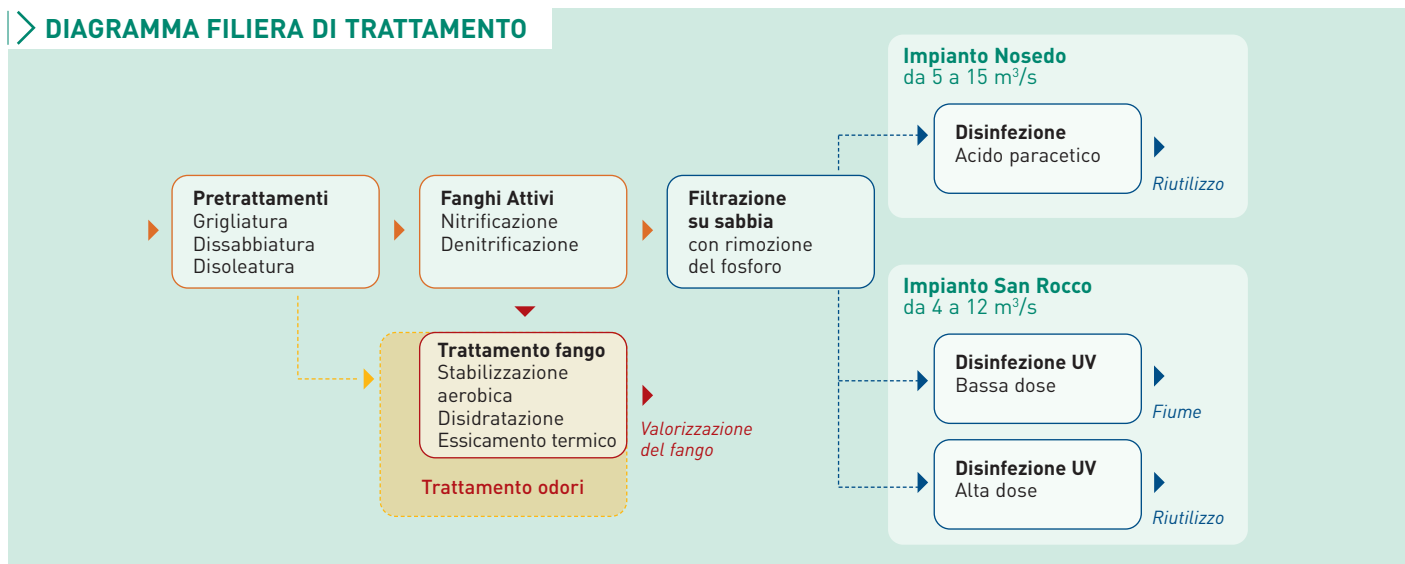 DIAGRAMMA FILIERA DI TRATTAMENTO
Pretrattamenti
Grigliatura
Dissabbiatura
Disoleatura
Fanghi Attivi
Nitrificazione
Denitrificazione
Filtrazione
su sabbia
con rimozione
del fosforo
Trattamento fango
Stabilizzazione
aerobica
Disidratazione
Essicamento termico
Trattamento odori
Valorizzazione
del fango
Impianto Nosedo
da 5 a 15 m³/s
Disinfezione
Acido paracetico
Riutilizzo
Impianto San Rocco
da 4 a 12 m³/s
Disinfezione UV
Bassa dose
Fiume
Disinfezione UV
Alta dose
Riutilizzo